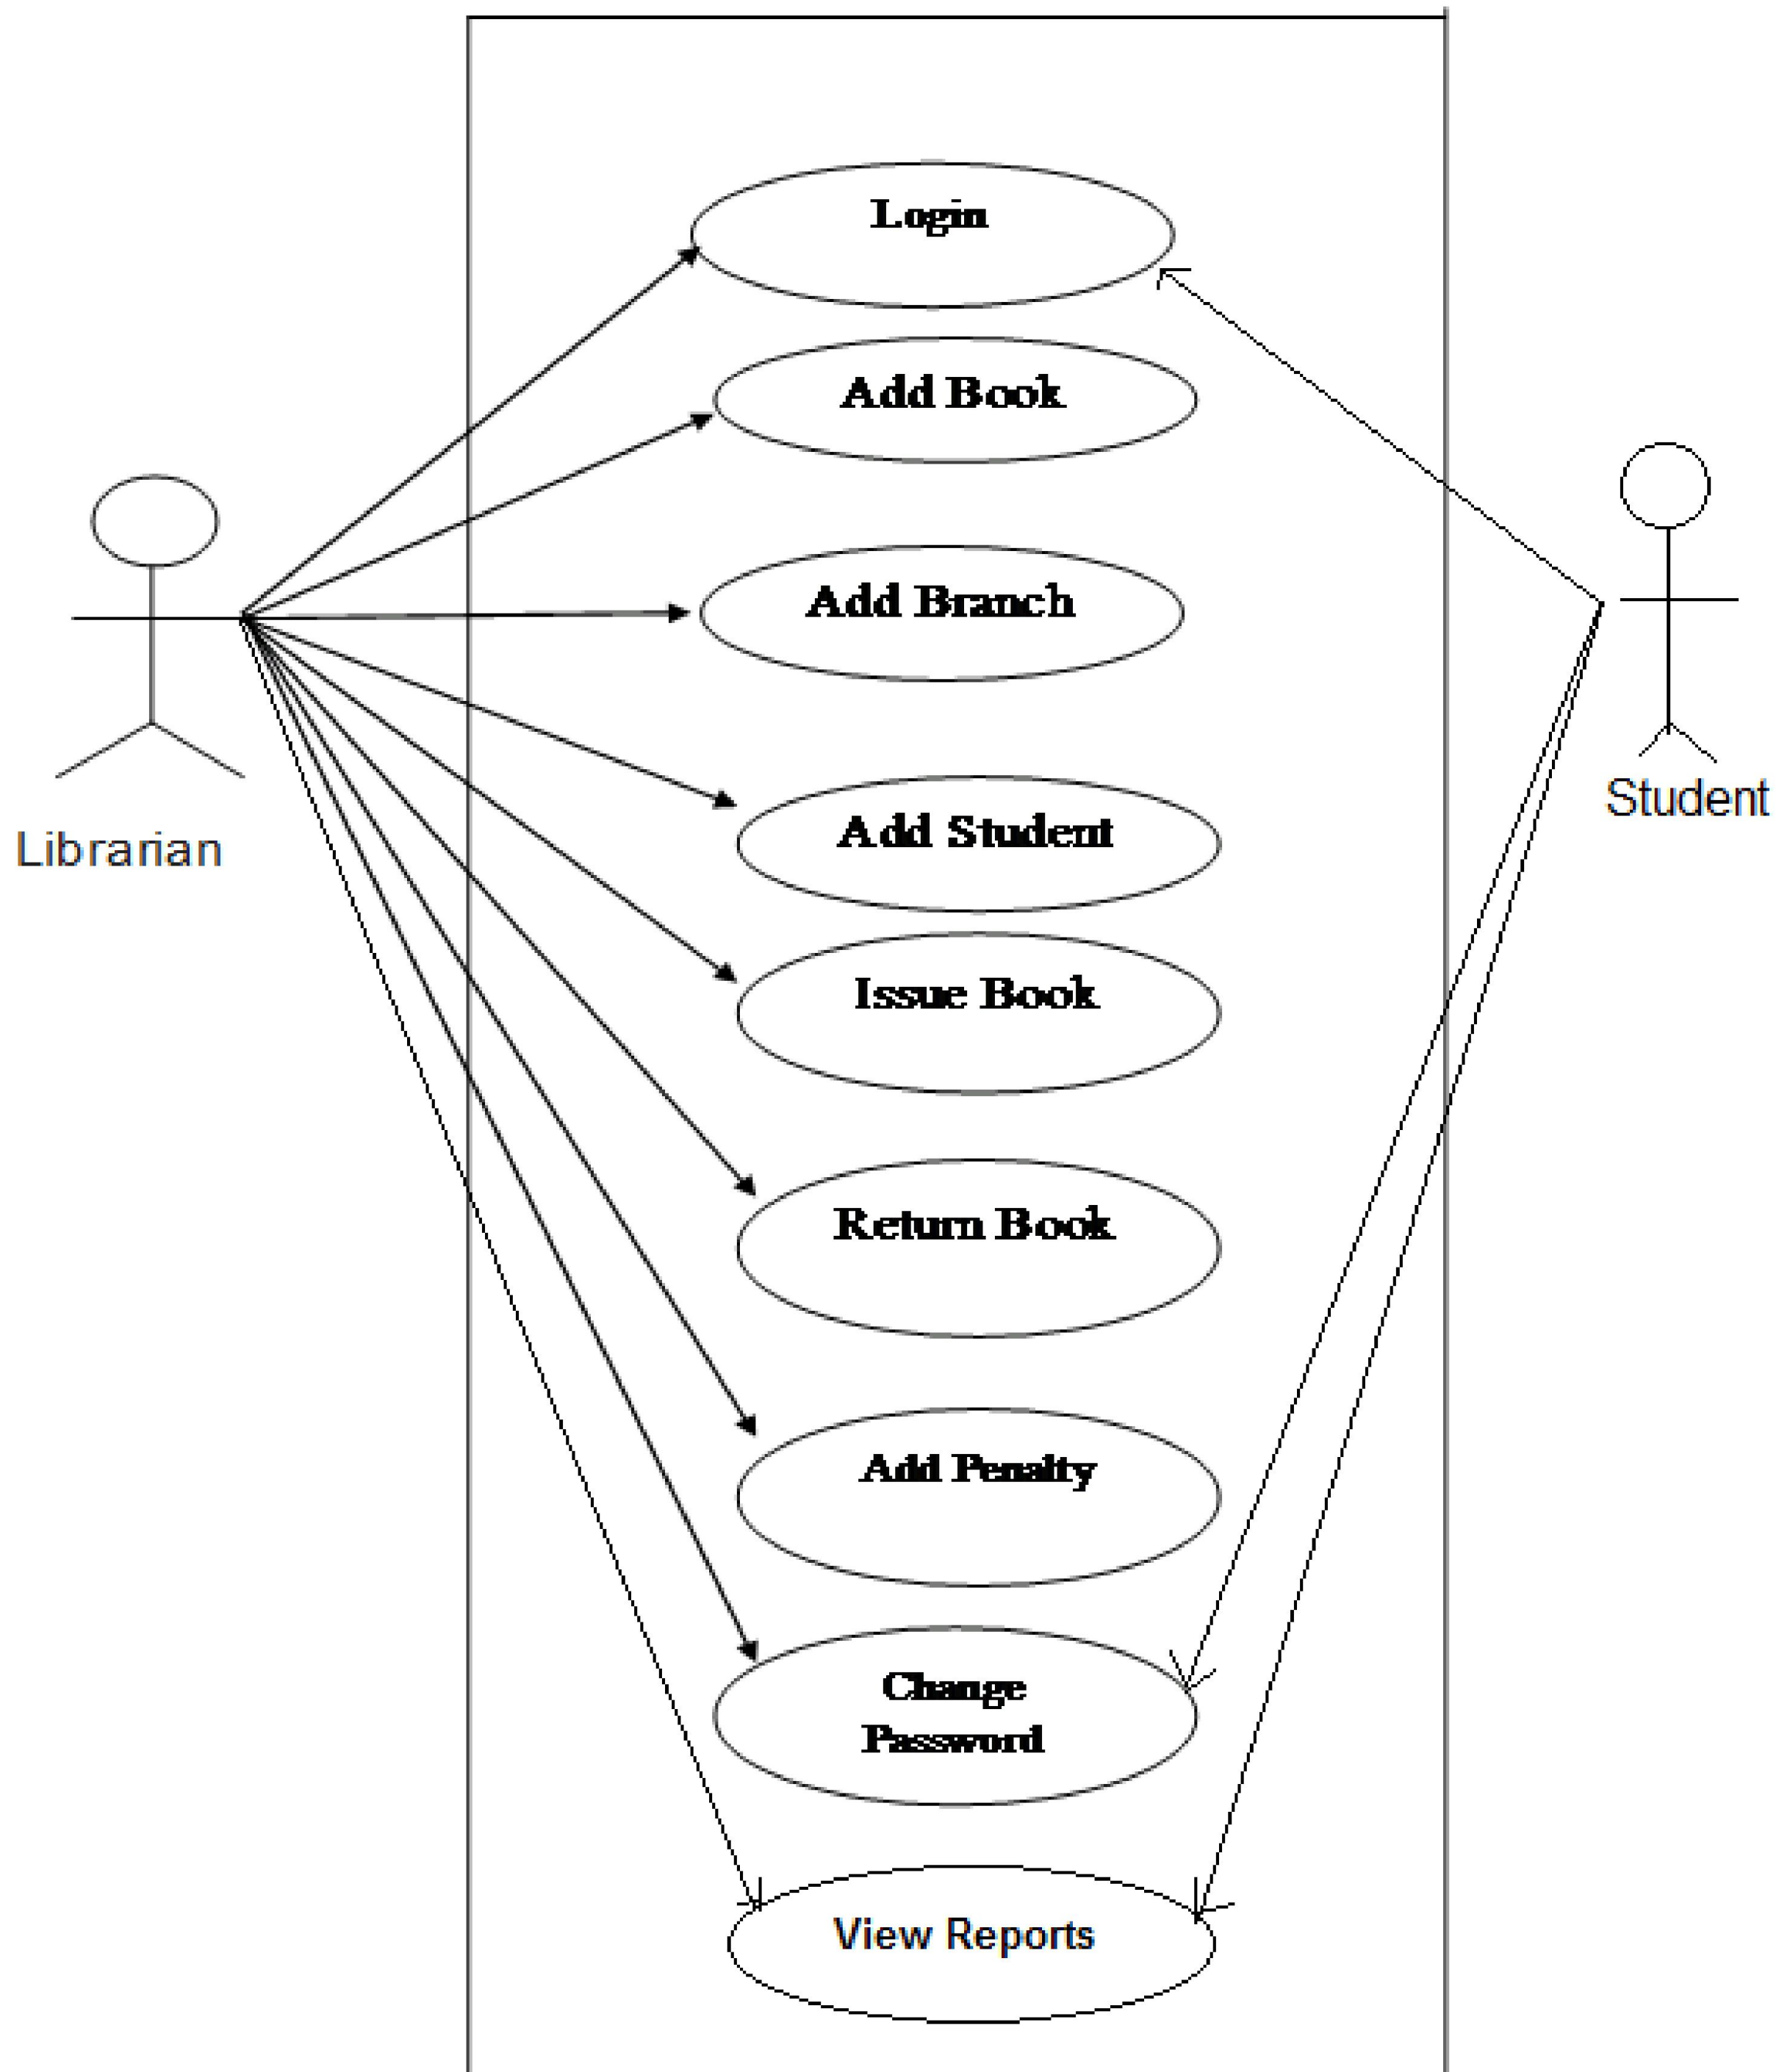 Login
Add Book
Add Branch
Add Student
Issue Book
Return Book
Add Penalty
Change
Password
View Reports
Librarian
Student